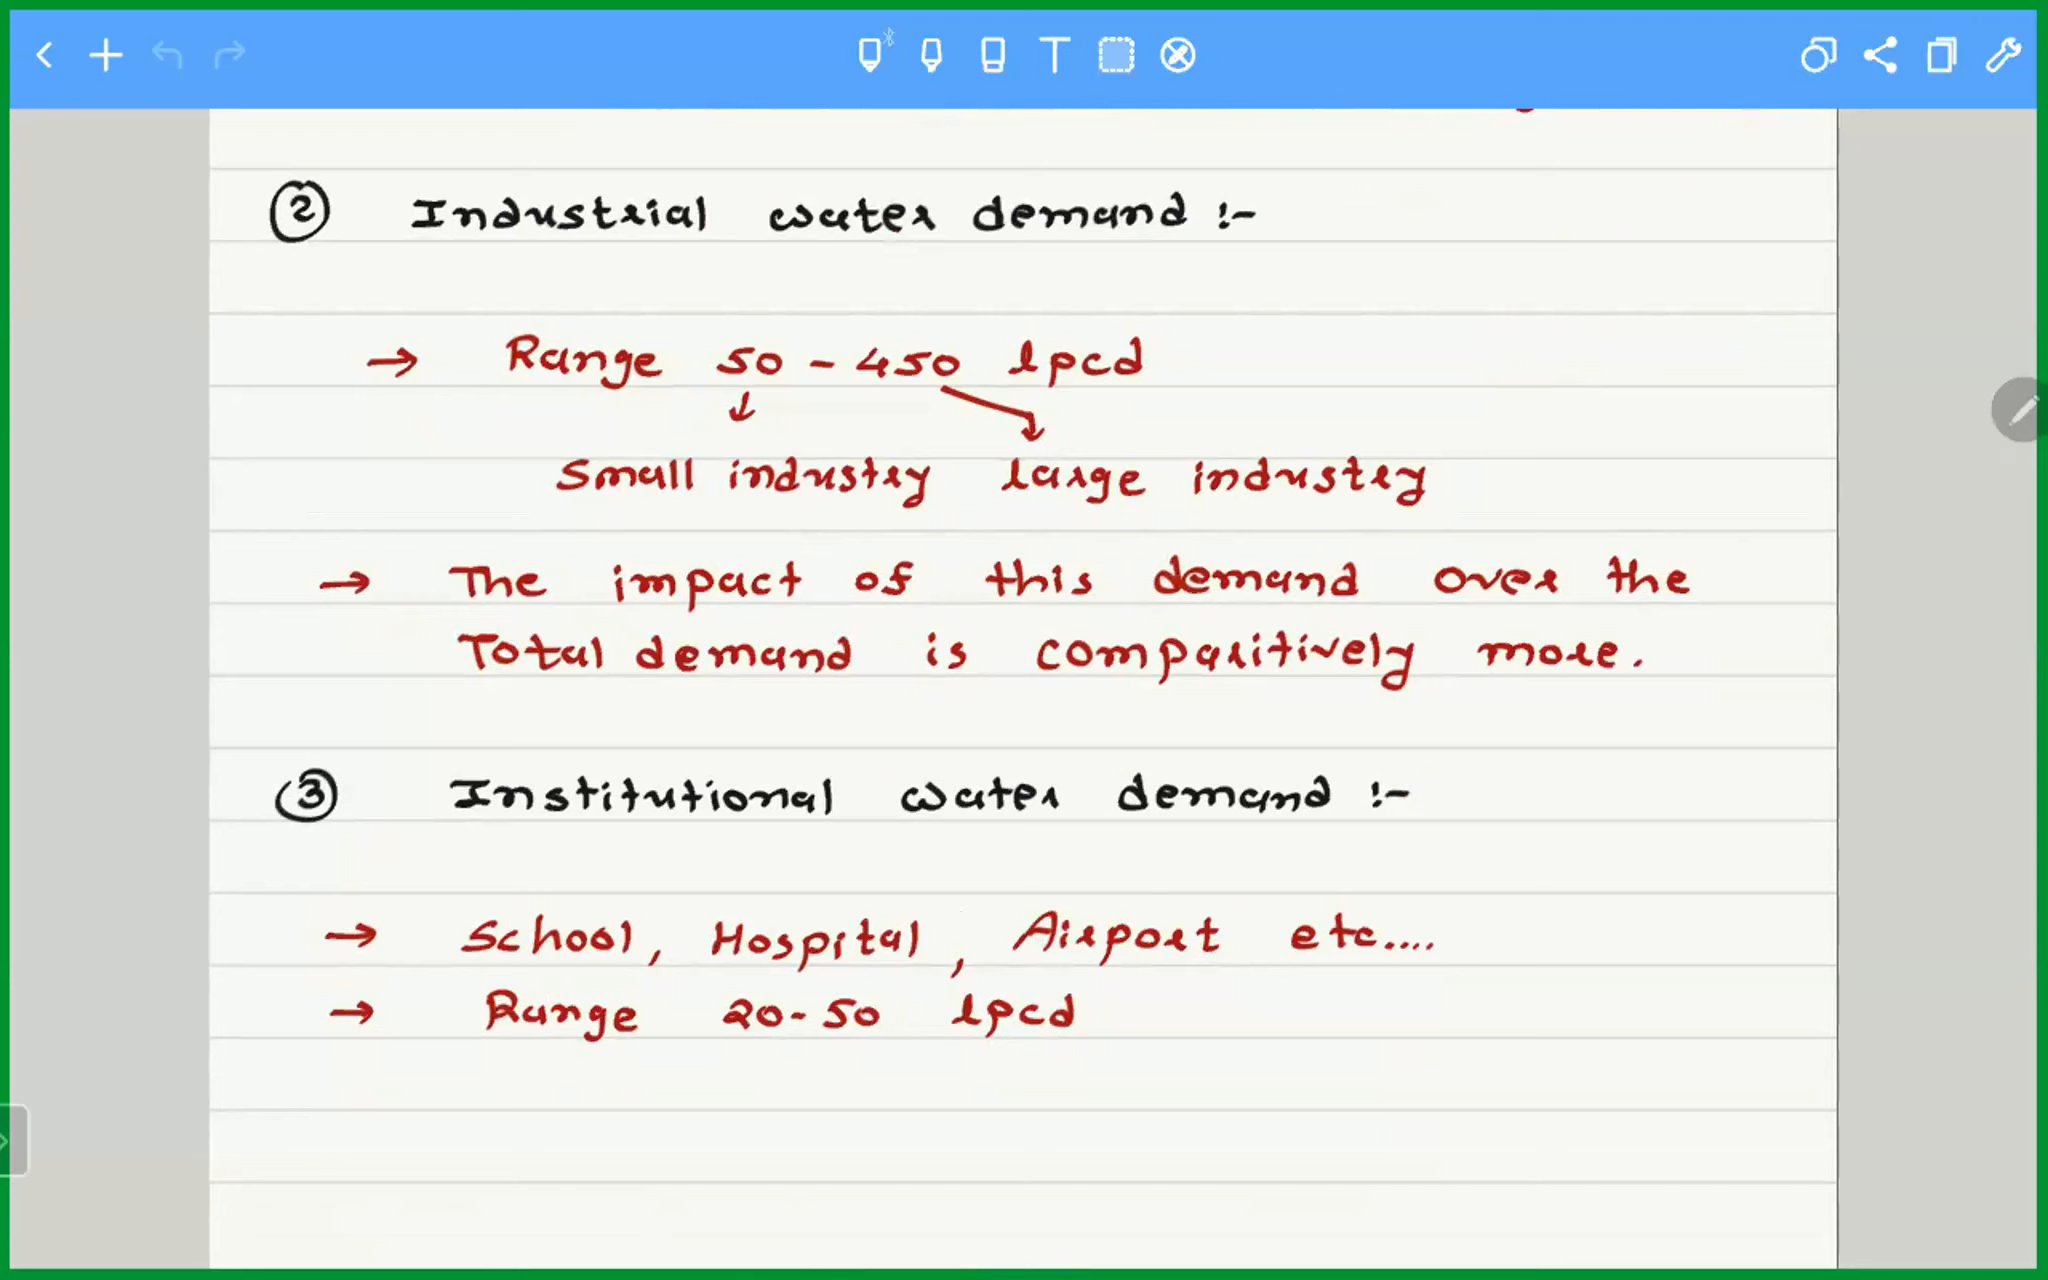 ② Industrial water demand :-
→ Range 50 - 450 lpcd
↓
Small industry large industry
→ The impact of this demand over the
Total demand is comparitively more.
③ Institutional water demand :-
→ School, Hospital, Airport etc....
→ Range 20-50 lpcd